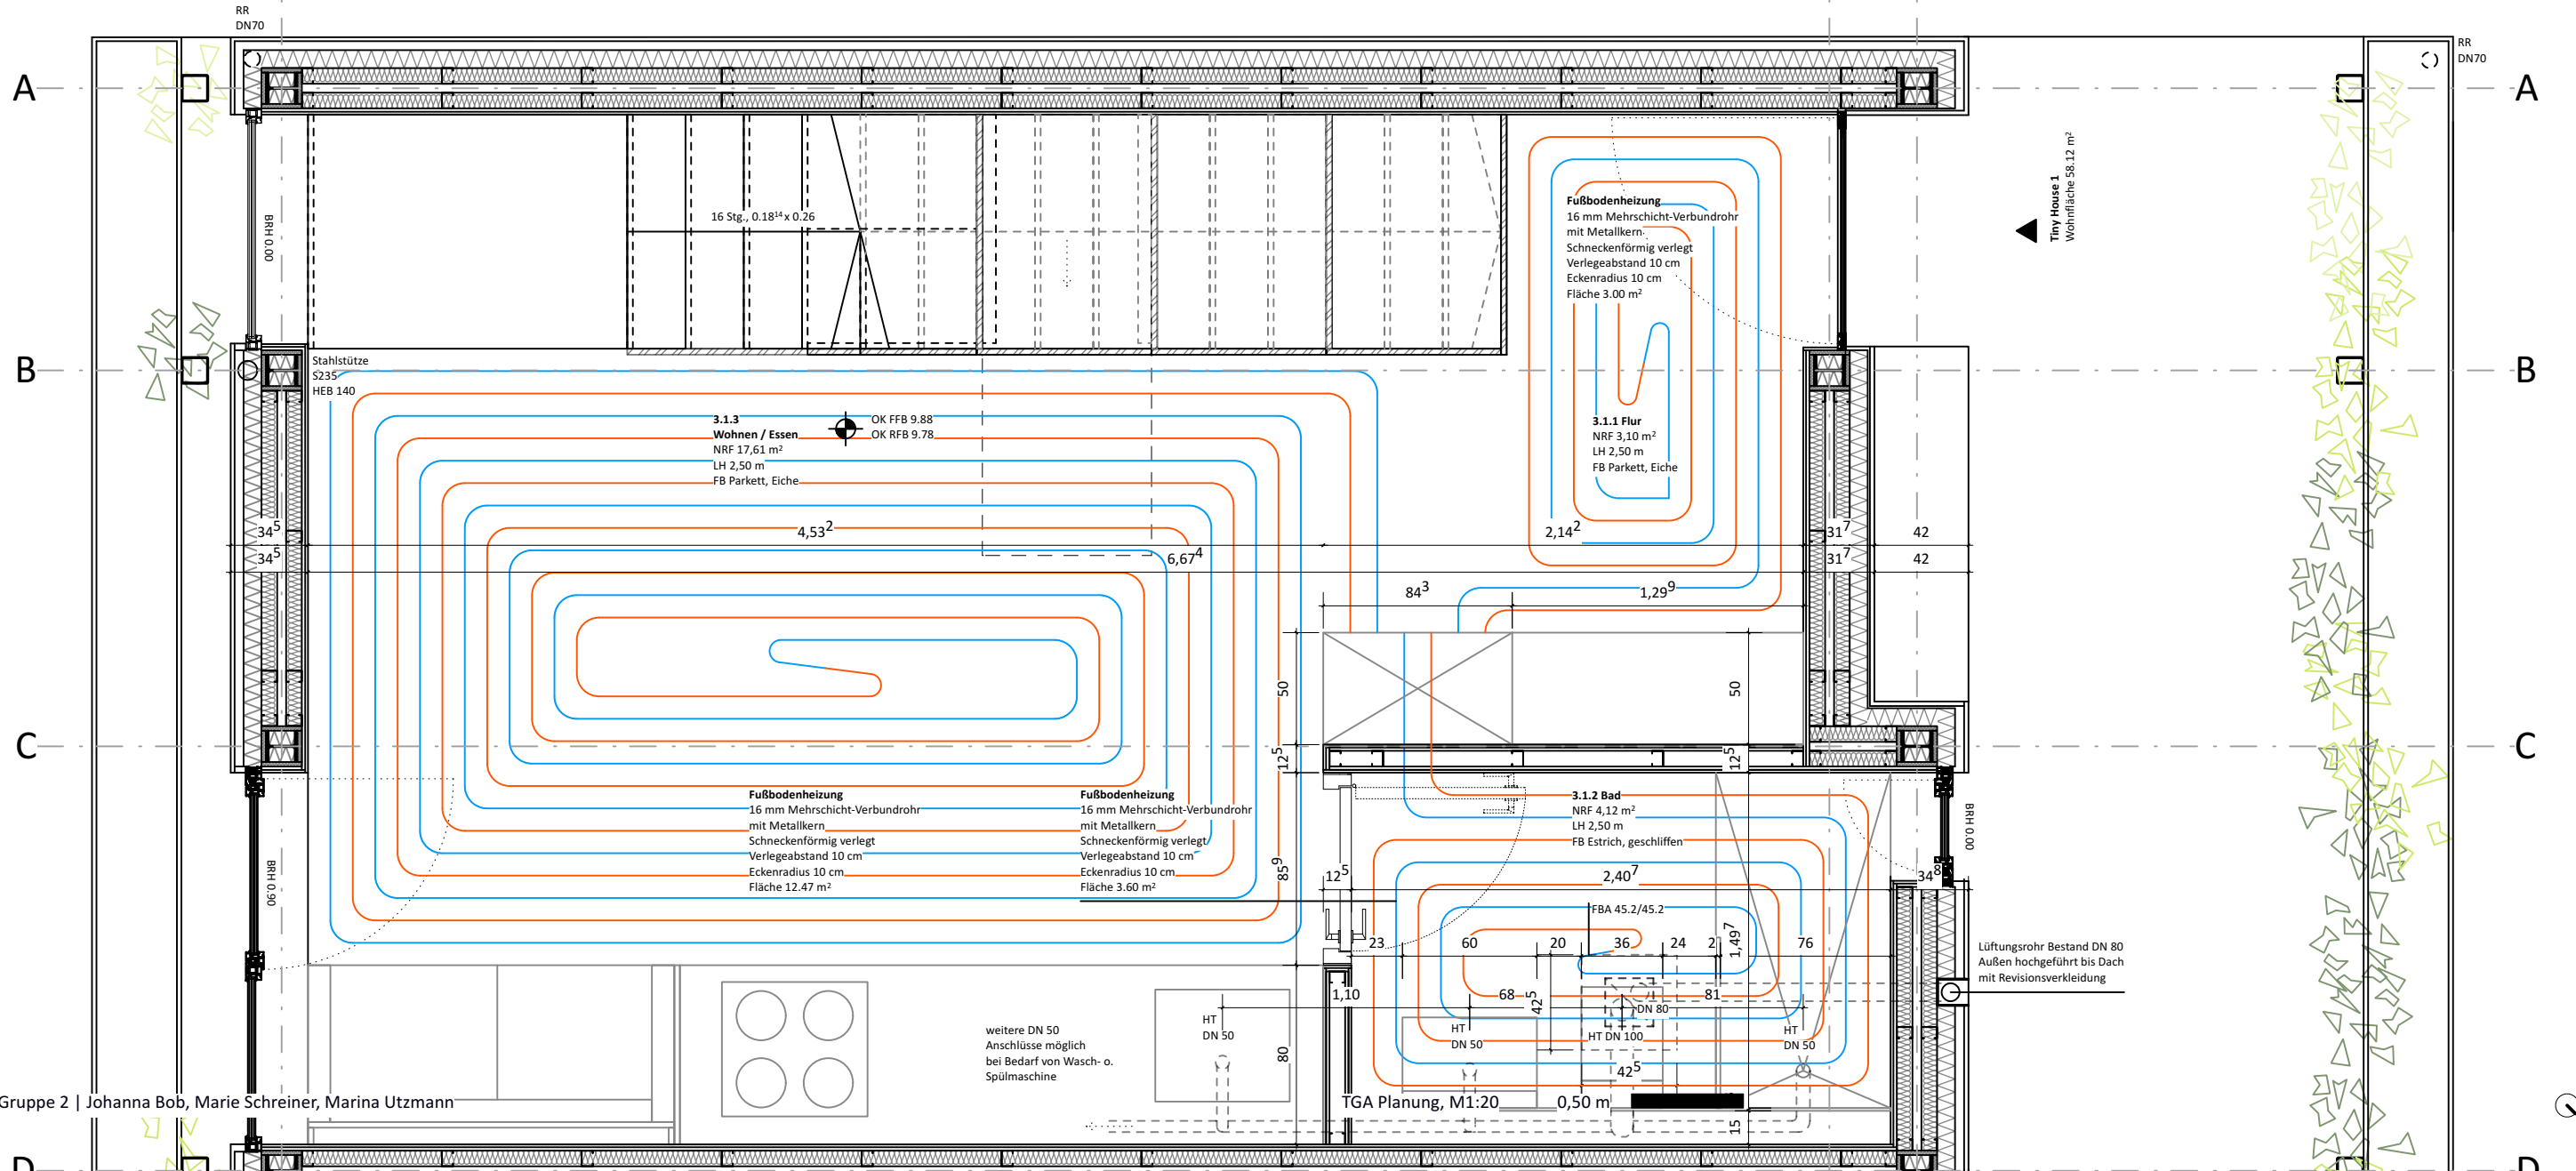 RR
DN70
RR
DN70
A
A
16 Stg., 0.18¹⁴ x 0.26
BRH 0.00
Fußbodenheizung
16 mm Mehrschicht-Verbundrohr
mit Metallkern
Schneckenförmig verlegt
Verlegeabstand 10 cm
Eckenradius 10 cm
Fläche 3.00 m²
Tiny House 1
Wohnfläche 58.12 m²
B
B
Stahlstütze
S235
HEB 140
3.1.3
Wohnen / Essen
NRF 17,61 m²
LH 2,50 m
FB Parkett, Eiche
OK FFB 9.88
OK RFB 9.78
3.1.1 Flur
NRF 3,10 m²
LH 2,50 m
FB Parkett, Eiche
34⁵
4,53²
2,14²
31⁷
42
34⁵
6,67⁴
31⁷
42
84³
1,29⁹
50
50
C
C
12⁵
12⁵
Fußbodenheizung
16 mm Mehrschicht-Verbundrohr
mit Metallkern
Schneckenförmig verlegt
Verlegeabstand 10 cm
Eckenradius 10 cm
Fläche 12.47 m²
Fußbodenheizung
16 mm Mehrschicht-Verbundrohr
mit Metallkern
Schneckenförmig verlegt
Verlegeabstand 10 cm
Eckenradius 10 cm
Fläche 3.60 m²
3.1.2 Bad
NRF 4,12 m²
LH 2,50 m
FB Estrich, geschliffen
BRH 0.00
BRH 0.90
85⁹
12⁵
2,40⁷
34⁸
FBA 45.2/45.2
23
60
20
36
24
2
1,49⁷
76
Lüftungsrohr Bestand DN 80
Außen hochgeführt bis Dach
mit Revisionsverkleidung
1,10
68
42⁵
81
DN 80
HT
DN 50
HT
DN 50
HT DN 100
HT
DN 50
weitere DN 50
Anschlüsse möglich
bei Bedarf von Wasch- o.
Spülmaschine
80
42⁵
Gruppe 2 | Johanna Bob, Marie Schreiner, Marina Utzmann
TGA Planung, M1:20
0,50 m
15
D
D